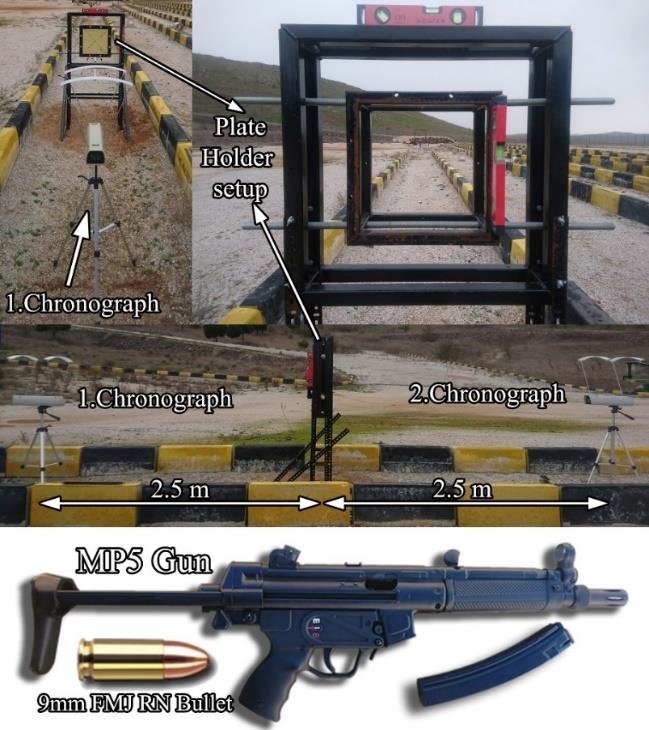 Plate
Holder
setup
1.Chronograph
1.Chronograph
2.Chronograph
2.5 m
2.5 m
MP5 Gun
9mm FMJ RN Bullet